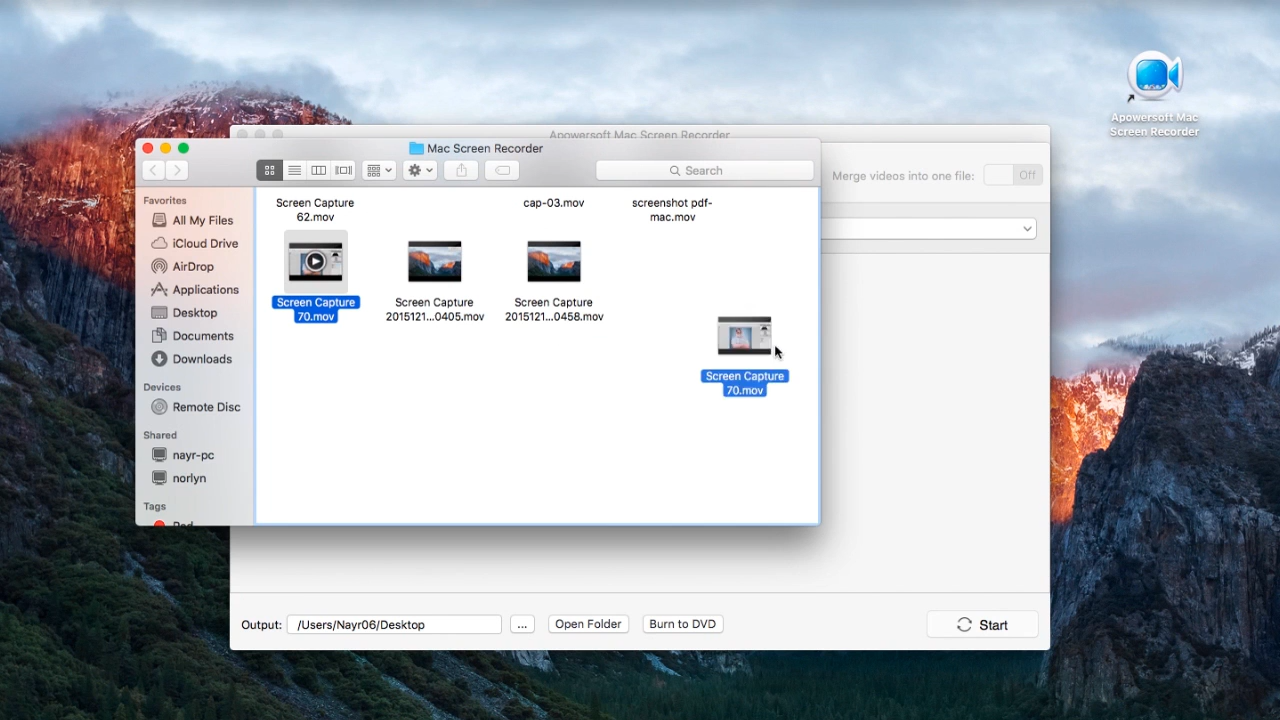 Apowersoft Mac
Screen Recorder
Apowersoft Mac Screen Recorder
Mac Screen Recorder
Search
Merge videos into one file:
Off
Favorites
All My Files
iCloud Drive
AirDrop
Applications
Desktop
Documents
Downloads
Devices
Remote Disc
Shared
nayr-pc
norlyn
Tags
Red
Screen Capture
62.mov
cap-03.mov
screenshot pdf-
mac.mov
Screen Capture
70.mov
Screen Capture
2015121...0405.mov
Screen Capture
2015121...0458.mov
Screen Capture
70.mov
Output:
/Users/Nayr06/Desktop
...
Open Folder
Burn to DVD
Start